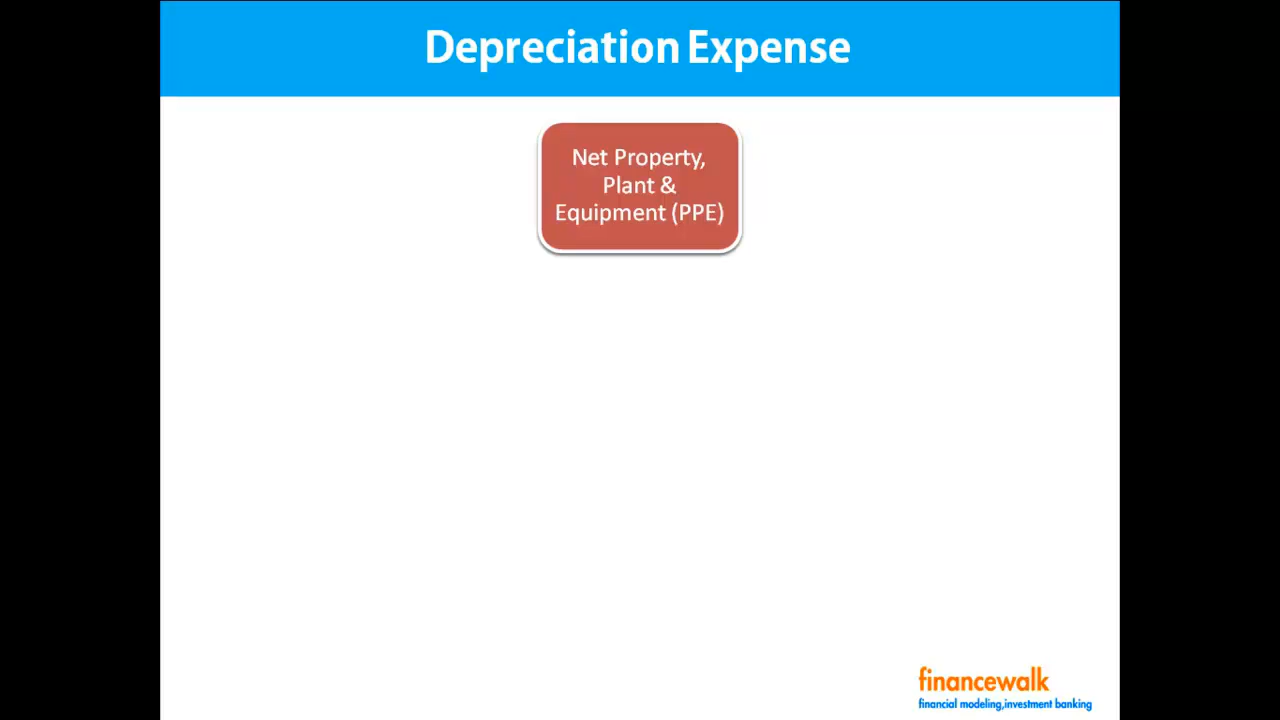 Depreciation Expense
Net Property,
Plant &
Equipment (PPE)
financewalk
financial modeling,investment banking